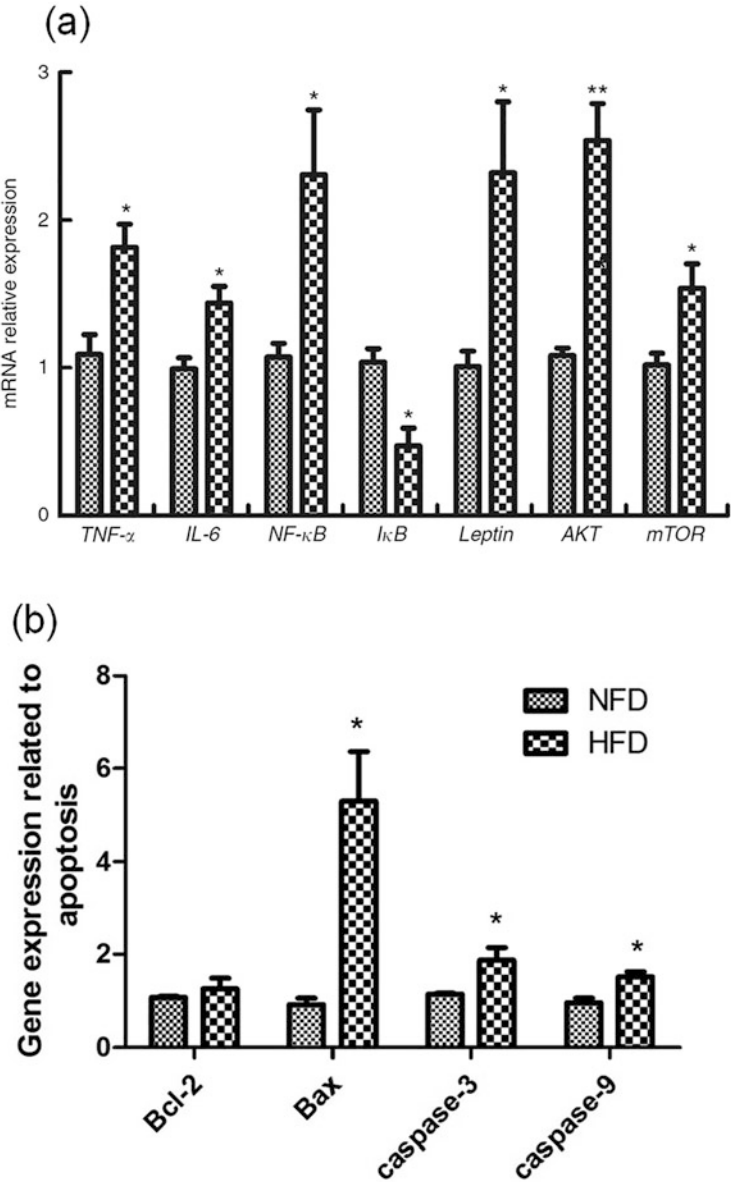 (a)
3
2
1
0
mRNA relative expression
* * * * * ** *
TNF-α IL-6 NF-κB IκB Leptin AKT mTOR
(b)
8
6
4
2
0
Gene expression related to
apoptosis
NFD
HFD
* * *
Bcl-2 Bax caspase-3 caspase-9